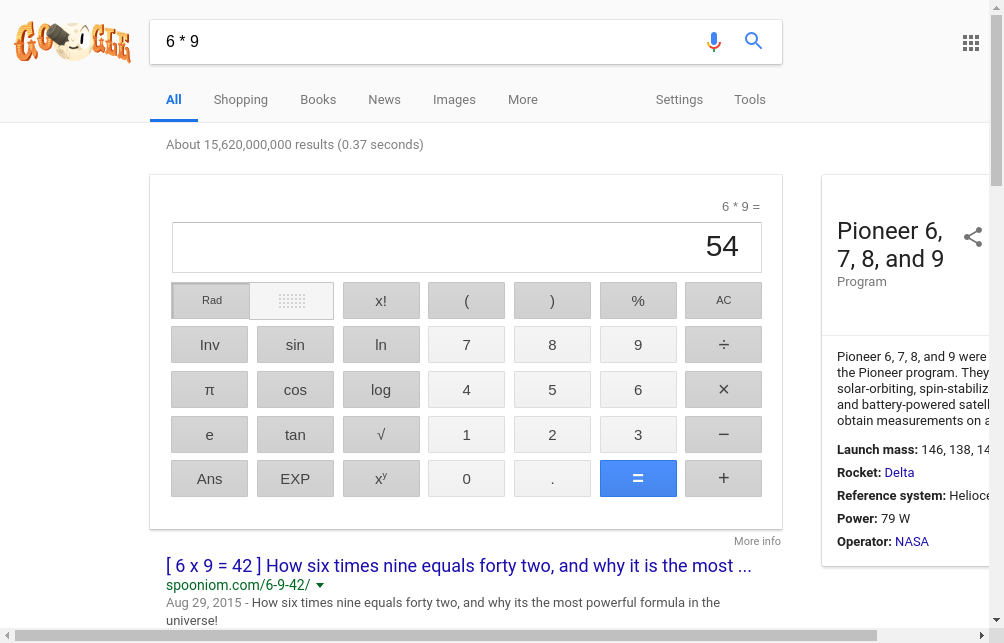 GOOGLE
6 * 9
All Shopping Books News Images More Settings Tools
About 15,620,000,000 results (0.37 seconds)
6 * 9 =
54
Rad x! ( ) % AC
Inv sin ln 7 8 9 ÷
π cos log 4 5 6 ×
e tan √ 1 2 3 −
Ans EXP xʸ 0 . = +
More info
[ 6 x 9 = 42 ] How six times nine equals forty two, and why it is the most ...
spooniom.com/6-9-42/
Aug 29, 2015 - How six times nine equals forty two, and why its the most powerful formula in the
universe!
Pioneer 6,
7, 8, and 9
Program
Pioneer 6, 7, 8, and 9 were
the Pioneer program. They
solar-orbiting, spin-stabiliz
and battery-powered satell
obtain measurements on a
Launch mass: 146, 138, 14
Rocket: Delta
Reference system: Helioce
Power: 79 W
Operator: NASA